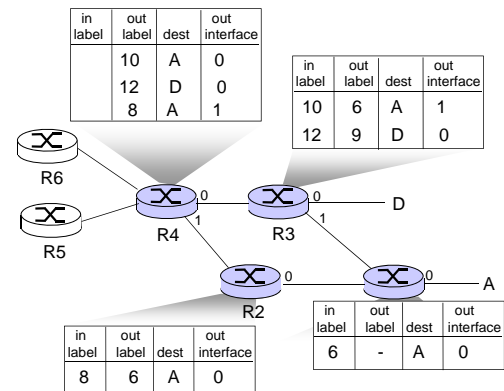 in label out label dest out interface
10 A 0
12 D 0
8 A 1
in label out label dest out interface
10 6 A 1
12 9 D 0
R6
R5
R4
0
1
R3
0
1
D
R2
0
0
A
in label out label dest out interface
8 6 A 0
in label out label dest out interface
6 - A 0